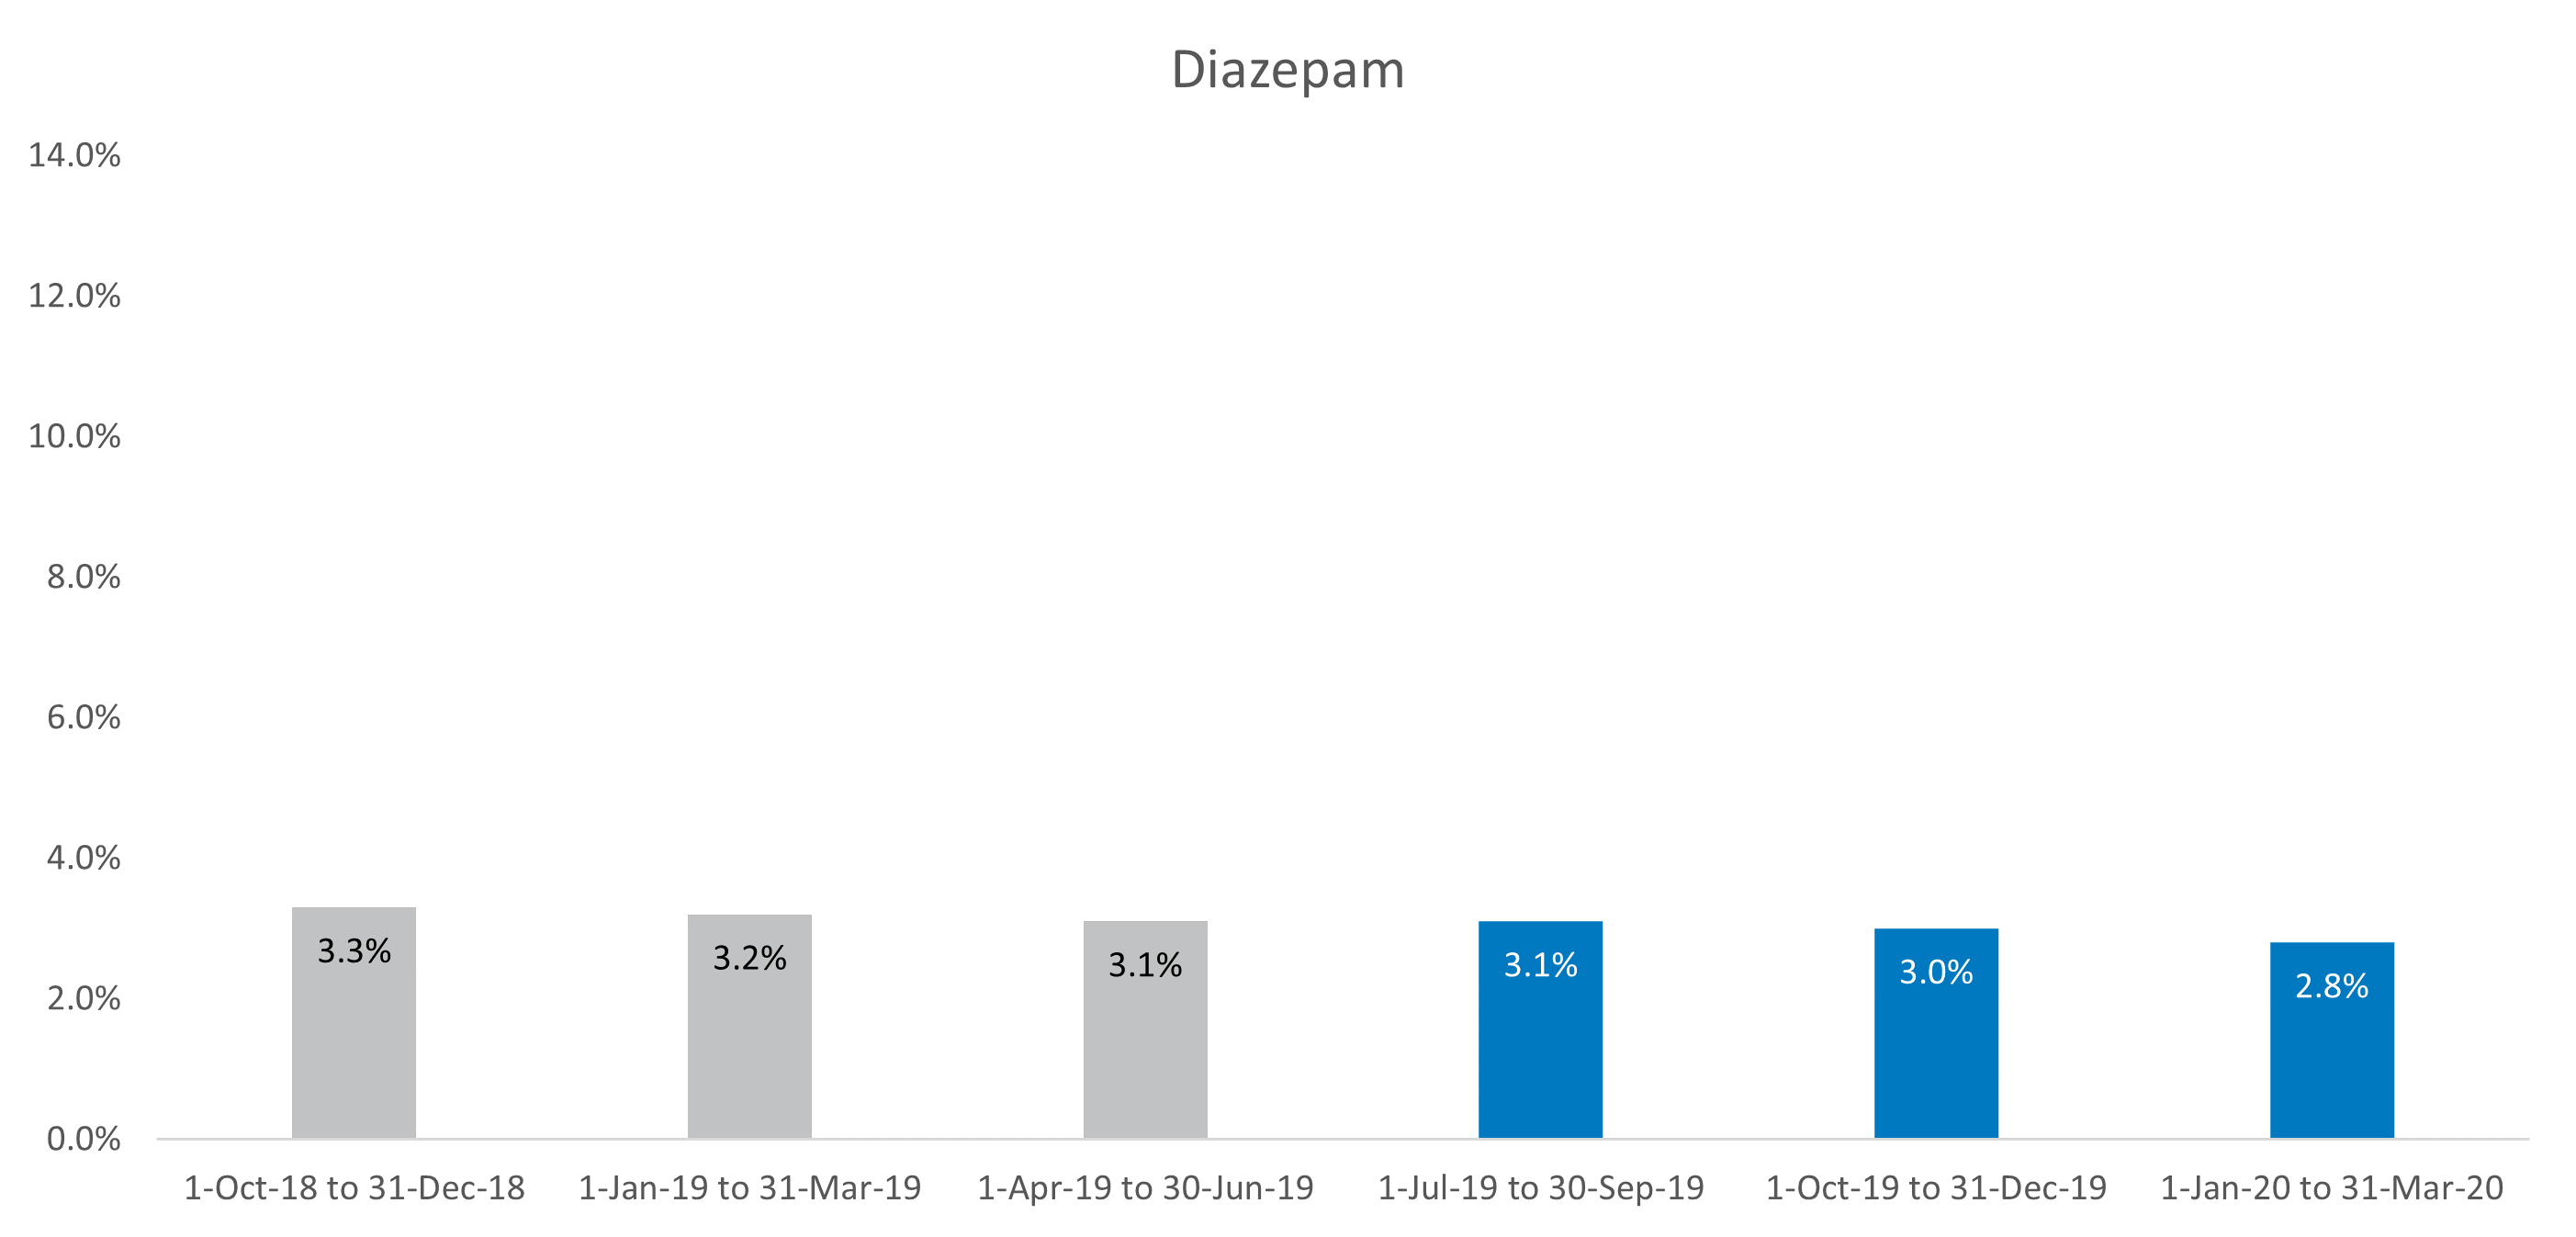 Diazepam
14.0%
12.0%
10.0%
8.0%
6.0%
4.0%
2.0%
0.0%
3.3%
3.2%
3.1%
3.1%
3.0%
2.8%
1-Oct-18 to 31-Dec-18
1-Jan-19 to 31-Mar-19
1-Apr-19 to 30-Jun-19
1-Jul-19 to 30-Sep-19
1-Oct-19 to 31-Dec-19
1-Jan-20 to 31-Mar-20